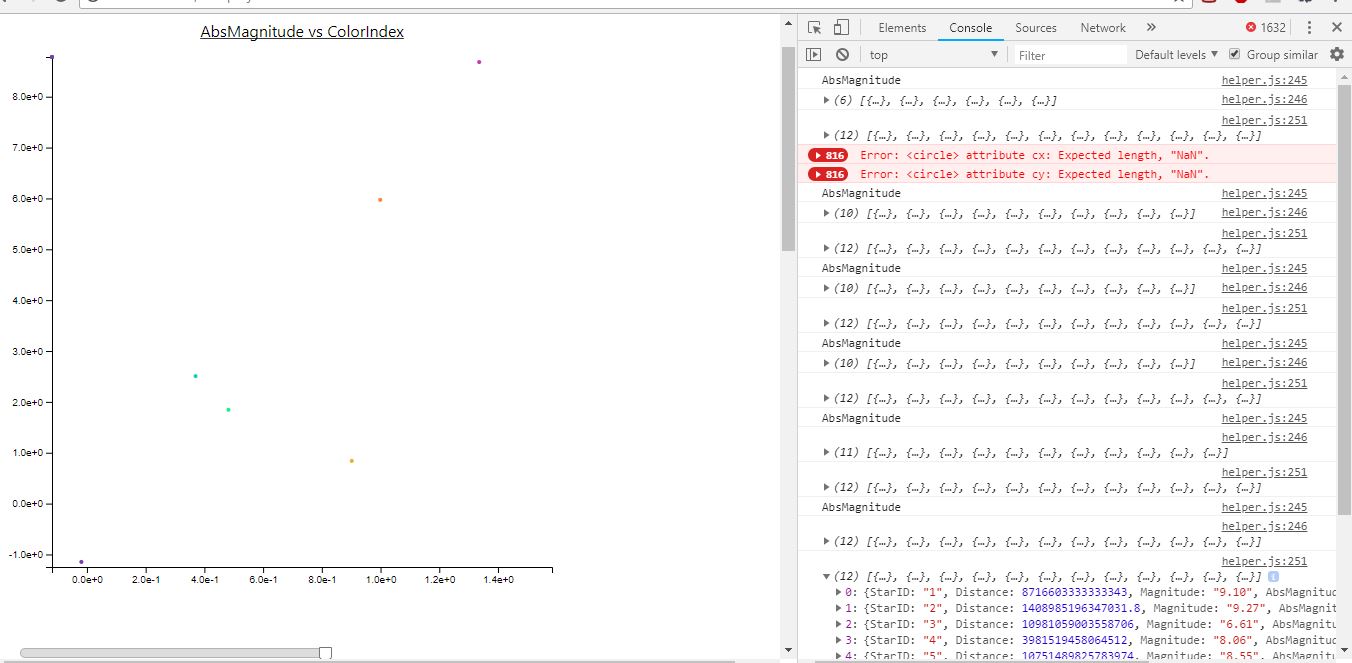 AbsMagnitude vs ColorIndex
8.0e+0
7.0e+0
6.0e+0
5.0e+0
4.0e+0
3.0e+0
2.0e+0
1.0e+0
0.0e+0
-1.0e+0
0.0e+0 2.0e-1 4.0e-1 6.0e-1 8.0e-1 1.0e+0 1.2e+0 1.4e+0
Elements Console Sources Network » 1632
top Filter Default levels Group similar
AbsMagnitude helper.js:245
(6) [{…}, {…}, {…}, {…}, {…}, {…}] helper.js:246
helper.js:251
(12) [{…}, {…}, {…}, {…}, {…}, {…}, {…}, {…}, {…}, {…}, {…}, {…}]
816 Error: <circle> attribute cx: Expected length, "NaN".
816 Error: <circle> attribute cy: Expected length, "NaN".
AbsMagnitude helper.js:245
(10) [{…}, {…}, {…}, {…}, {…}, {…}, {…}, {…}, {…}, {…}] helper.js:246
helper.js:251
(12) [{…}, {…}, {…}, {…}, {…}, {…}, {…}, {…}, {…}, {…}, {…}, {…}]
AbsMagnitude helper.js:245
(10) [{…}, {…}, {…}, {…}, {…}, {…}, {…}, {…}, {…}, {…}] helper.js:246
helper.js:251
(12) [{…}, {…}, {…}, {…}, {…}, {…}, {…}, {…}, {…}, {…}, {…}, {…}]
AbsMagnitude helper.js:245
(10) [{…}, {…}, {…}, {…}, {…}, {…}, {…}, {…}, {…}, {…}] helper.js:246
helper.js:251
(12) [{…}, {…}, {…}, {…}, {…}, {…}, {…}, {…}, {…}, {…}, {…}, {…}]
AbsMagnitude helper.js:245
helper.js:246
(11) [{…}, {…}, {…}, {…}, {…}, {…}, {…}, {…}, {…}, {…}, {…}]
helper.js:251
(12) [{…}, {…}, {…}, {…}, {…}, {…}, {…}, {…}, {…}, {…}, {…}, {…}]
AbsMagnitude helper.js:245
helper.js:246
(12) [{…}, {…}, {…}, {…}, {…}, {…}, {…}, {…}, {…}, {…}, {…}, {…}]
helper.js:251
(12) [{…}, {…}, {…}, {…}, {…}, {…}, {…}, {…}, {…}, {…}, {…}, {…}] i
0: {StarID: "1", Distance: 8716603333333343, Magnitude: "9.10", AbsMagnituc
1: {StarID: "2", Distance: 1408985196347031.8, Magnitude: "9.27", AbsMagnit
2: {StarID: "3", Distance: 10981059003558706, Magnitude: "6.61", AbsMagnitu
3: {StarID: "4", Distance: 3981519458064512, Magnitude: "8.06", AbsMagnituc
4: {StarID: "5", Distance: 10751489825783974, Magnitude: "8.55", AbsMagnitu